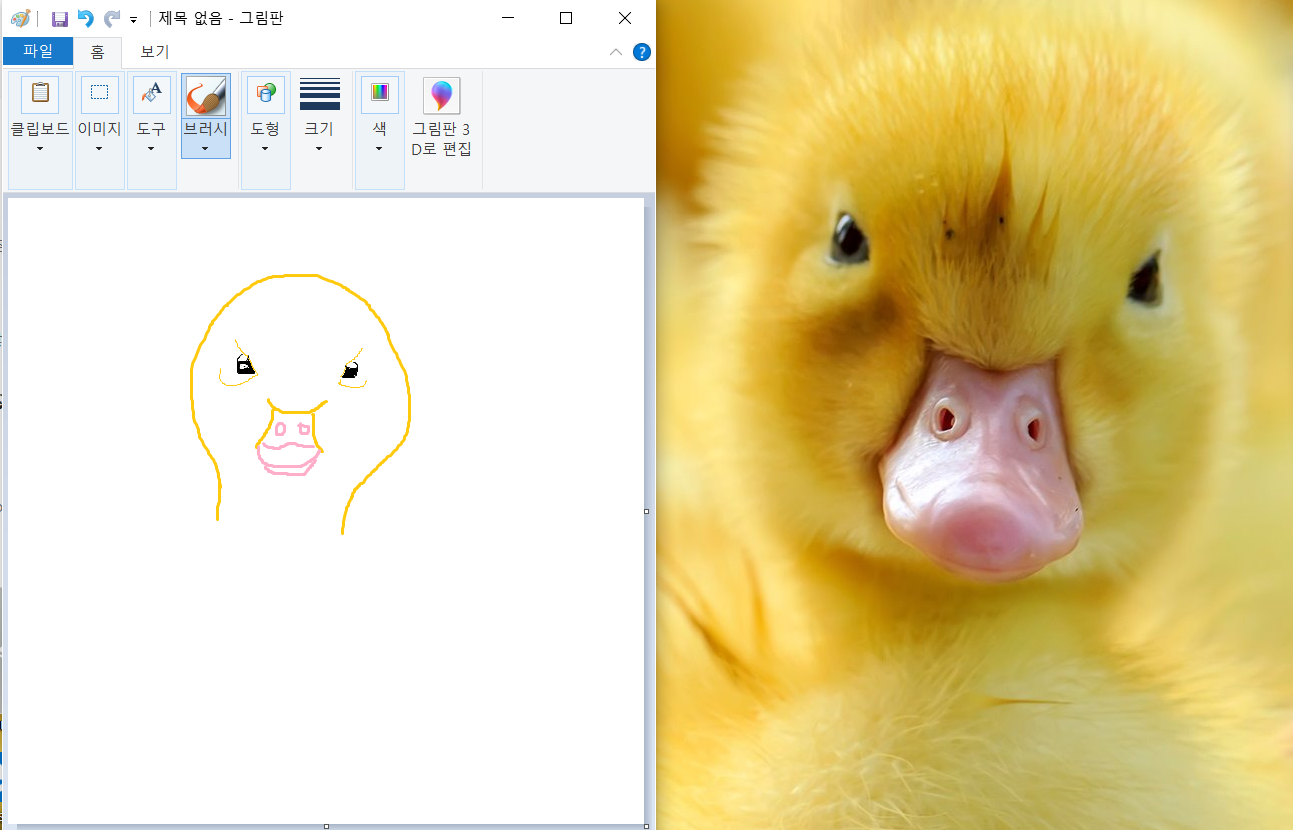 제목 없음 - 그림판
파일 홈 보기
클립보드 이미지 도구 브러시 도형 크기 색 그림판 3
D로 편집